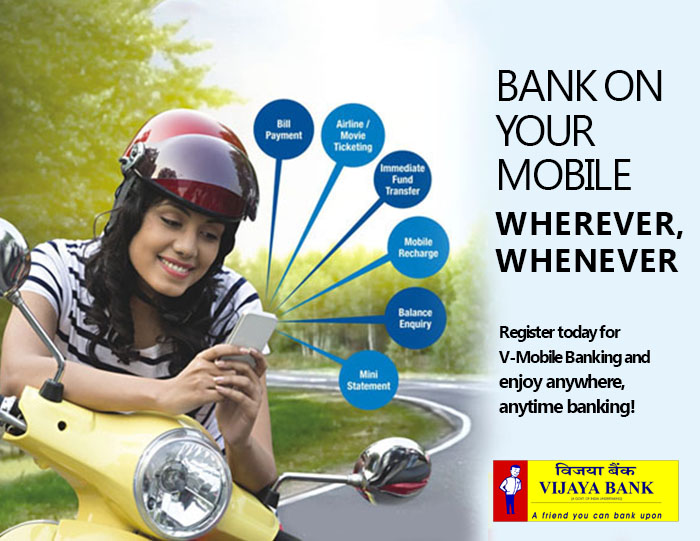 BANK ON
YOUR
MOBILE
WHEREVER,
WHENEVER
Bill
Payment
Airline /
Movie
Ticketing
Immediate
Fund
Transfer
Mobile
Recharge
Balance
Enquiry
Mini
Statement
Register today for
V-Mobile Banking and
enjoy anywhere,
anytime banking!
विजया बैंक
VIJAYA BANK
A friend you can bank upon